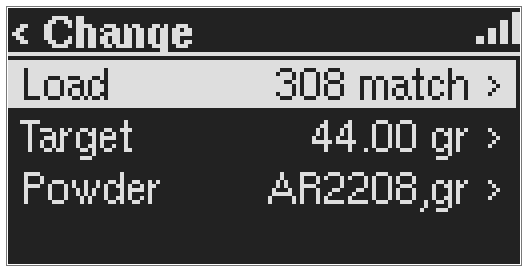 < Change
Load 308 match >
Target 44.00 gr >
Powder AR2208,gr >